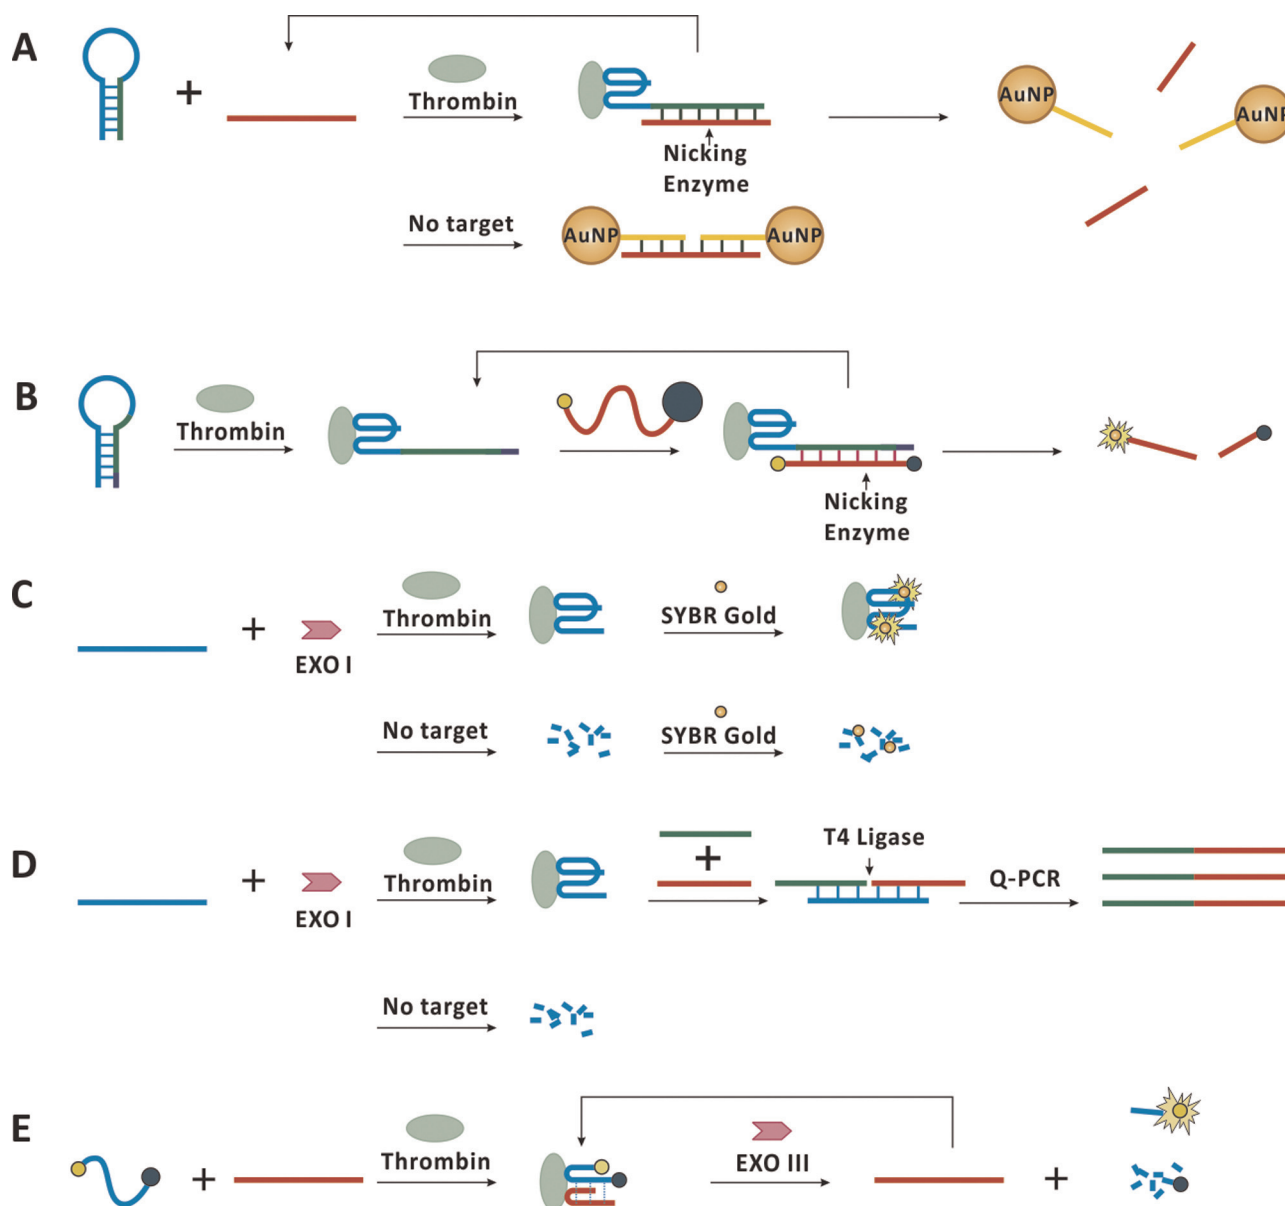 A
+
Thrombin
Nicking
Enzyme
AuNP
AuNP
No target
AuNP
AuNP
B
Thrombin
Nicking
Enzyme
C
+
EXO I
Thrombin
SYBR Gold
No target
SYBR Gold
D
+
EXO I
Thrombin
+
T4 Ligase
Q-PCR
No target
E
+
Thrombin
EXO III
+